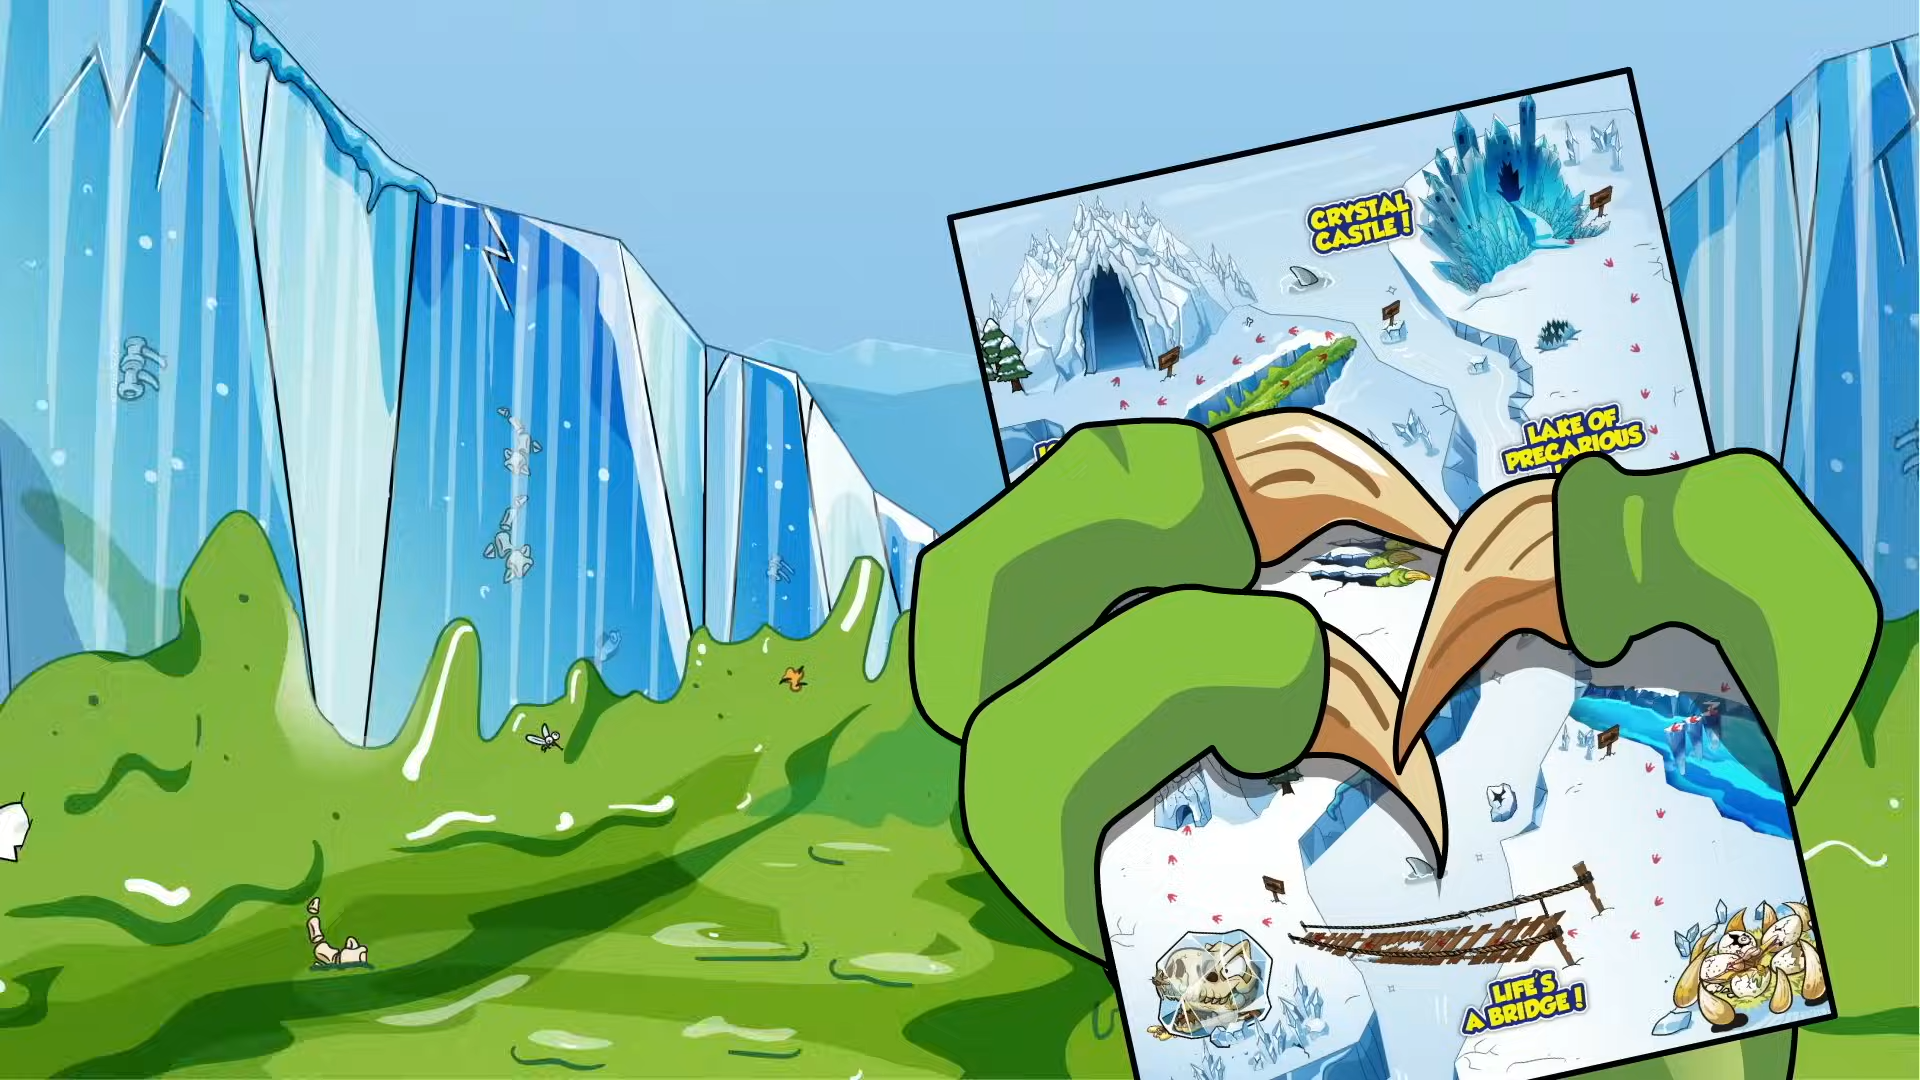 CRYSTAL
CASTLE!
LAKE OF
PRECARIOUS
LIFE'S
A BRIDGE!